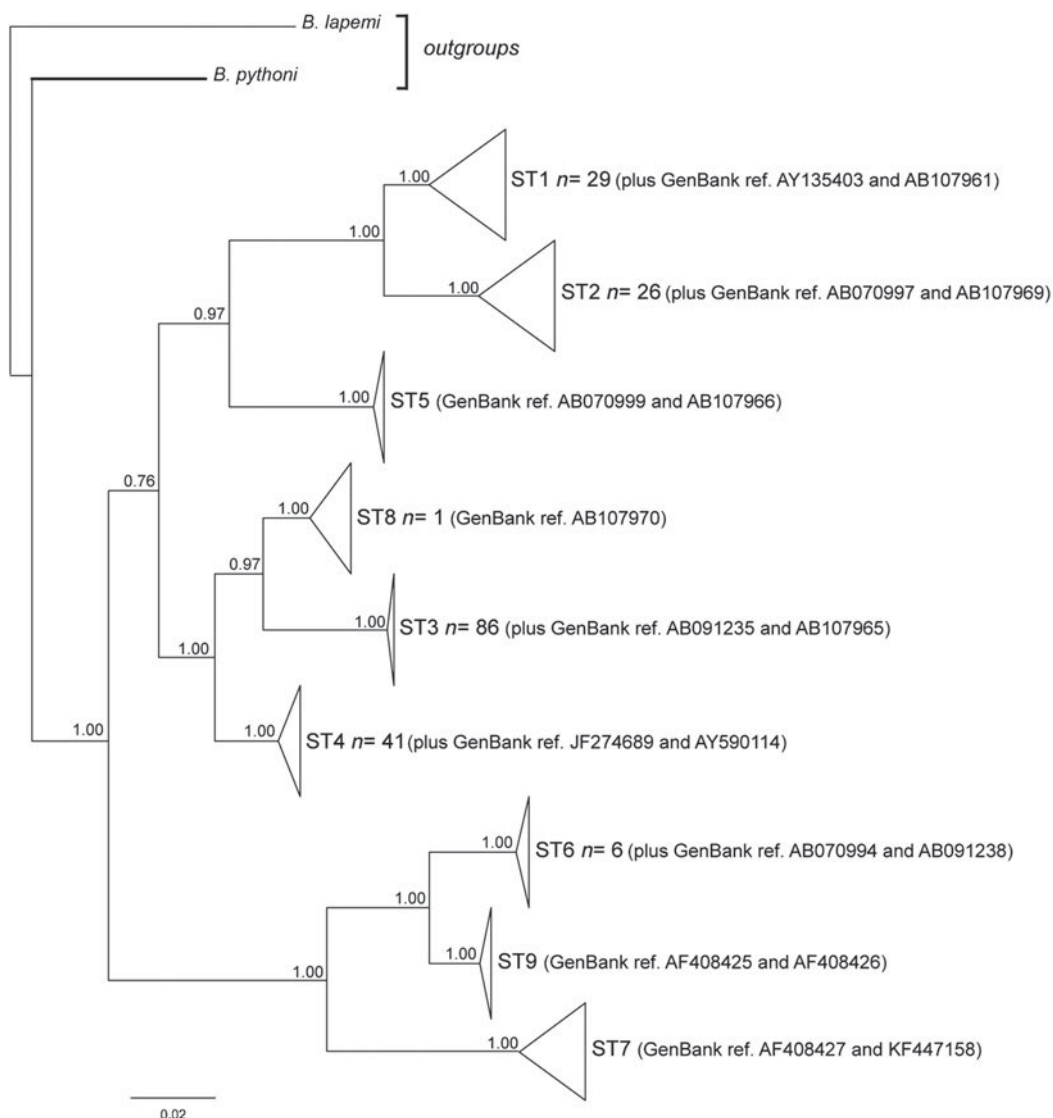 B. lapemi
outgroups
B. pythoni
1.00
ST1 n= 29 (plus GenBank ref. AY135403 and AB107961)
1.00
1.00
ST2 n= 26 (plus GenBank ref. AB070997 and AB107969)
0.97
1.00
ST5 (GenBank ref. AB070999 and AB107966)
0.76
1.00
ST8 n= 1 (GenBank ref. AB107970)
0.97
1.00
ST3 n= 86 (plus GenBank ref. AB091235 and AB107965)
1.00
1.00
ST4 n= 41 (plus GenBank ref. JF274689 and AY590114)
1.00
1.00
ST6 n= 6 (plus GenBank ref. AB070994 and AB091238)
1.00
1.00
ST9 (GenBank ref. AF408425 and AF408426)
1.00
1.00
ST7 (GenBank ref. AF408427 and KF447158)
0.02